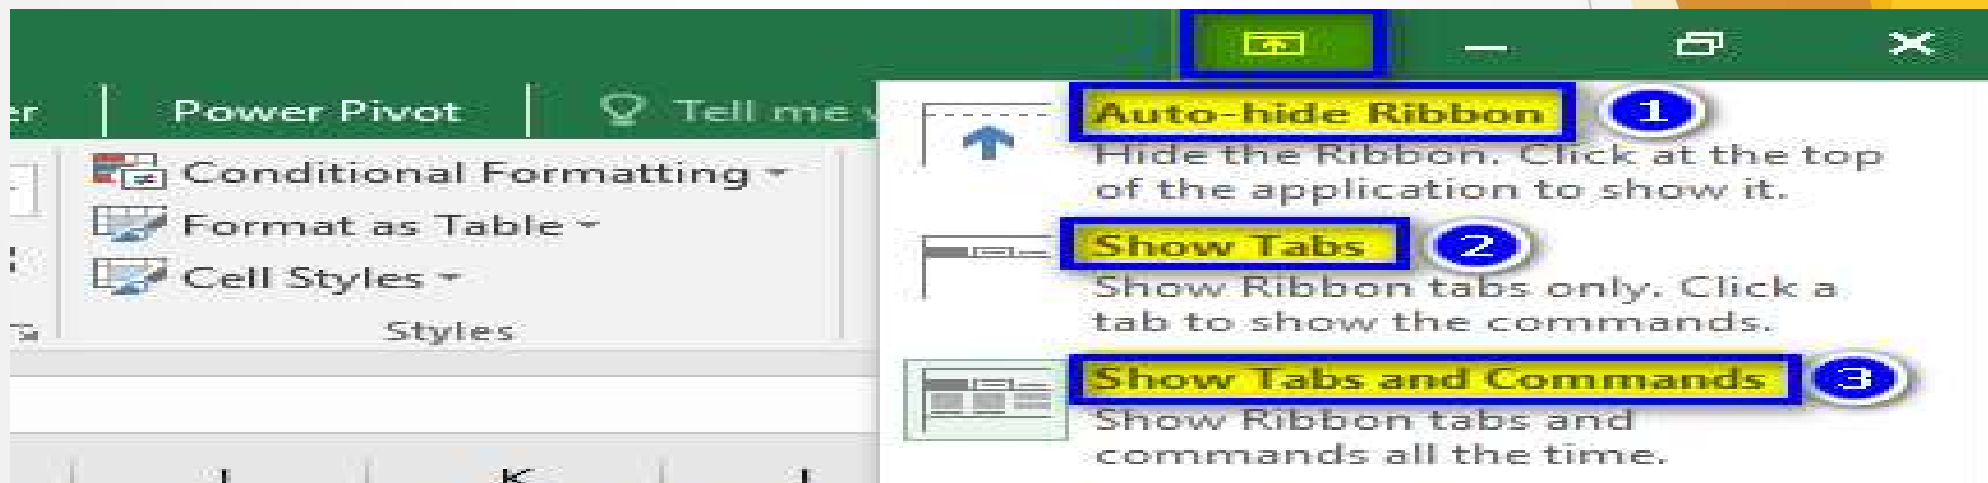 er
Power Pivot
Tell me
Auto-hide Ribbon 1
Hide the Ribbon. Click at the top
of the application to show it.
Conditional Formatting
Format as Table
Cell Styles
Styles
Show Tabs 2
Show Ribbon tabs only. Click a
tab to show the commands.
Show Tabs and Commands 3
Show Ribbon tabs and
commands all the time.
K